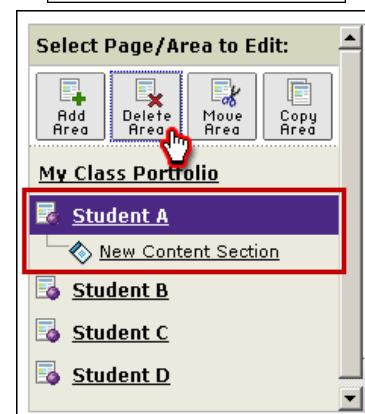 Select Page/Area to Edit:
Add Area
Delete Area
Move Area
Copy Area
My Class Portfolio
Student A
New Content Section
Student B
Student C
Student D